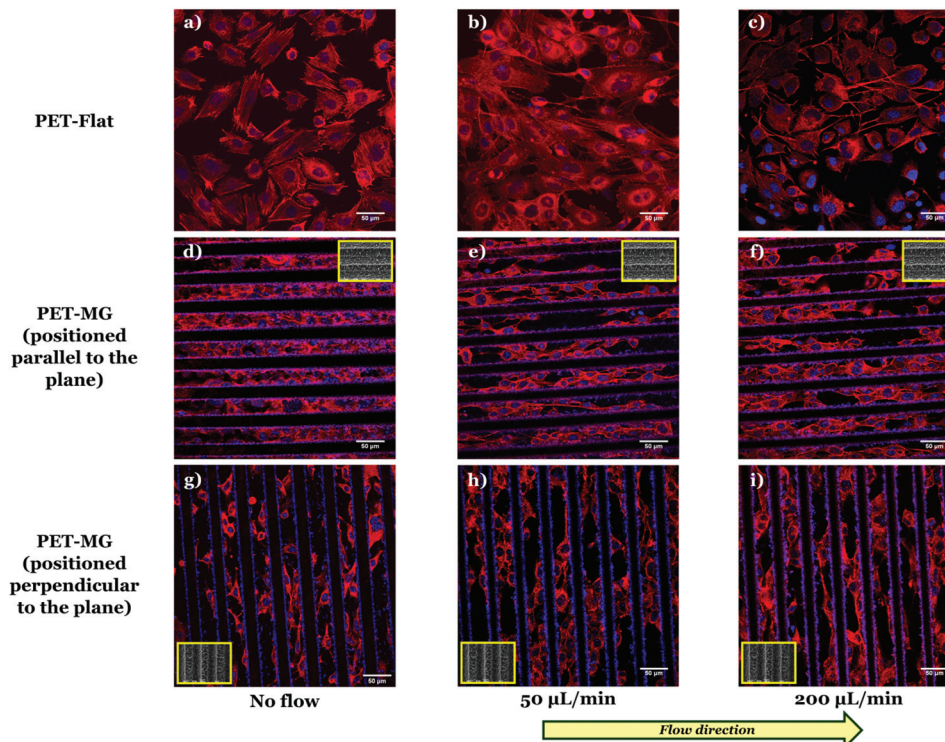 a)
b)
c)
PET-Flat
50 µm
50 µm
50 µm
d)
e)
f)
PET-MG
(positioned
parallel to the
plane)
50 µm
50 µm
50 µm
g)
h)
i)
PET-MG
(positioned
perpendicular
to the plane)
50 µm
50 µm
50 µm
No flow
50 µL/min
200 µL/min
Flow direction